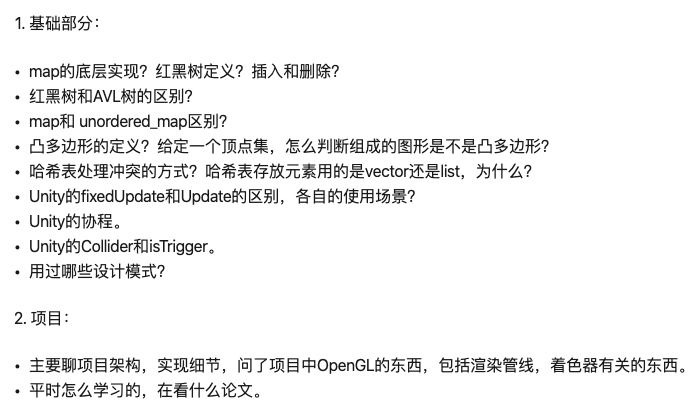 1. 基础部分：
• map的底层实现？红黑树定义？插入和删除？
• 红黑树和AVL树的区别？
• map和 unordered_map区别？
• 凸多边形的定义？给定一个顶点集，怎么判断组成的图形是不是凸多边形？
• 哈希表处理冲突的方式？哈希表存放元素用的是vector还是list，为什么？
• Unity的fixedUpdate和Update的区别，各自的使用场景？
• Unity的协程。
• Unity的Collider和isTrigger。
• 用过哪些设计模式？
2. 项目：
• 主要聊项目架构，实现细节，问了项目中OpenGL的东西，包括渲染管线，着色器有关的东西。
• 平时怎么学习的，在看什么论文。